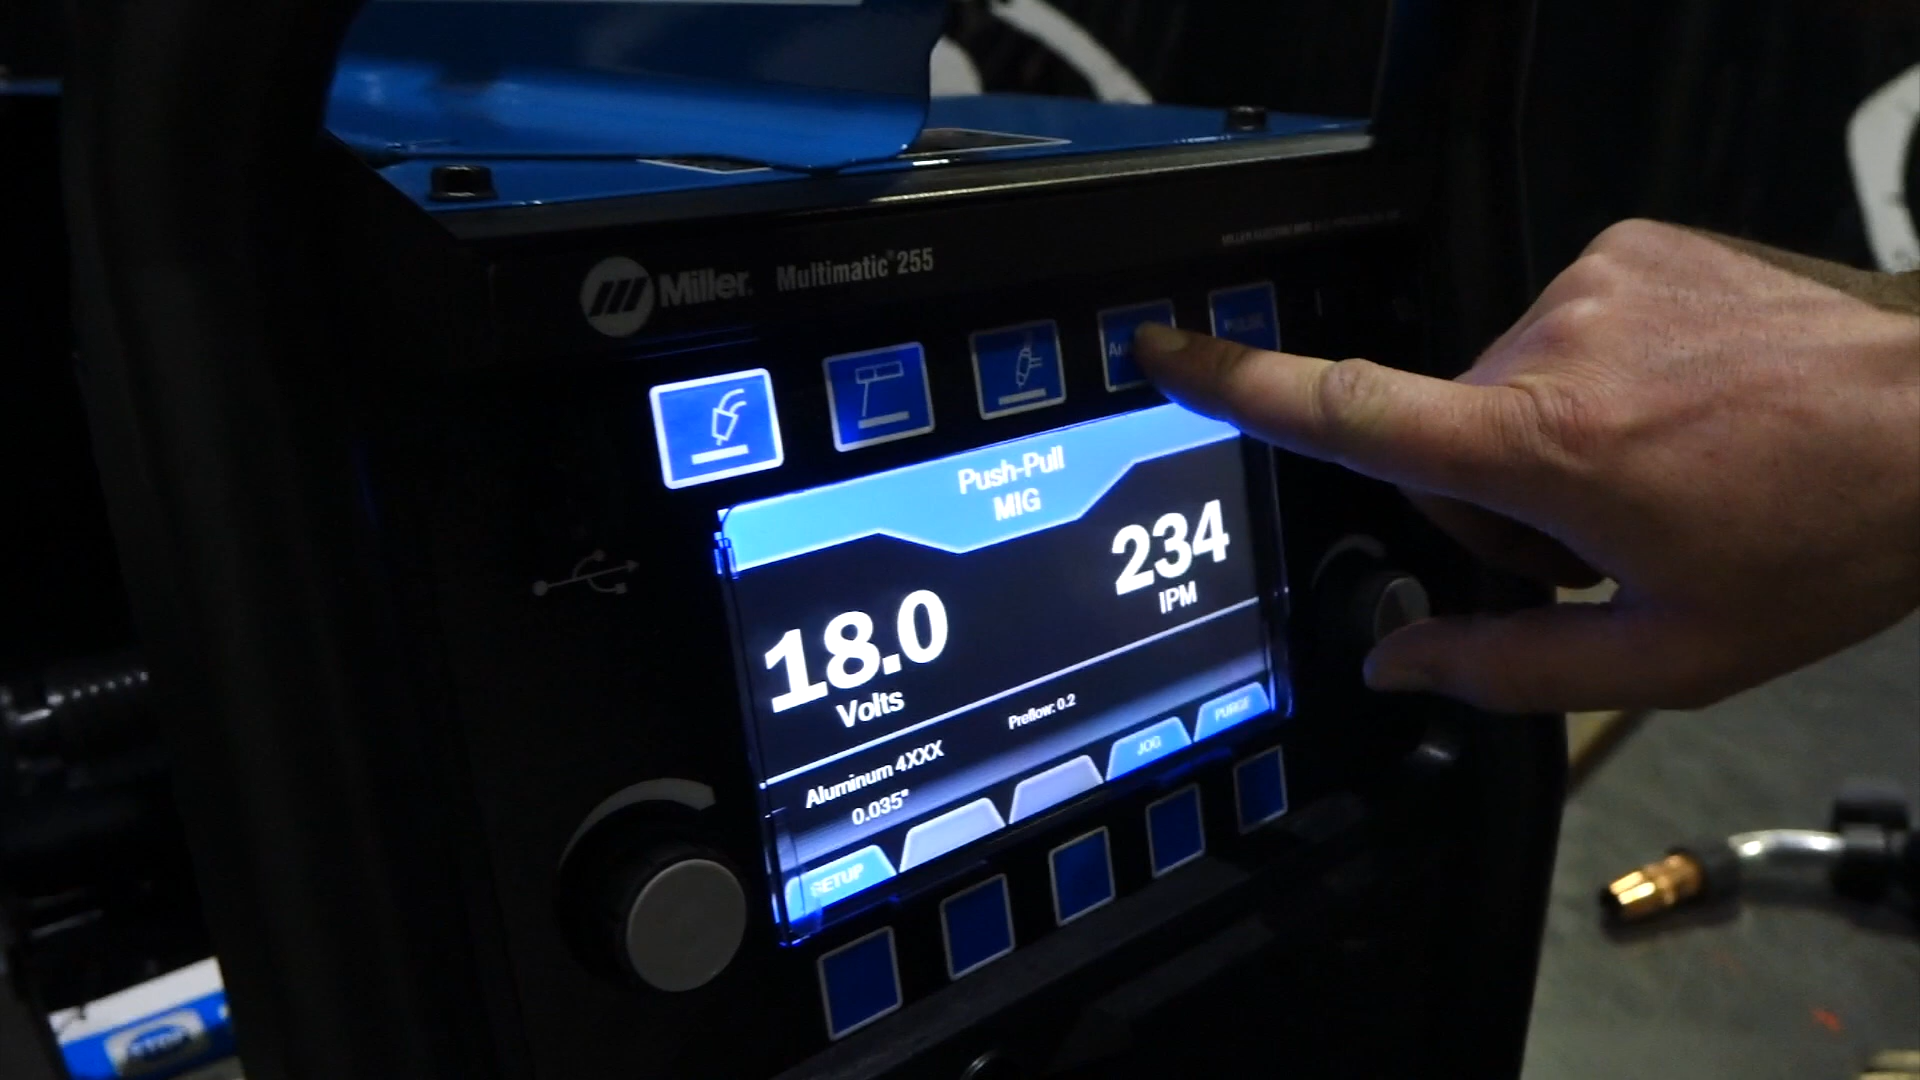 Miller®
Multimatic® 255
PULSE
Push-Pull
MIG
18.0
Volts
234
IPM
Aluminum 4XXX
0.035"
Preflow: 0.2
SETUP
JOG
PURGE